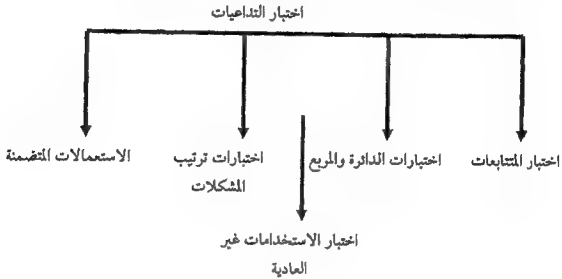 اختبار التداعيات
اختبار المتتابعات
اختبارات الدائرة والمربع
اختبارات ترتيب
المشكلات
الاستعمالات المتضمنة
اختبار الاستخدامات غير
العادية